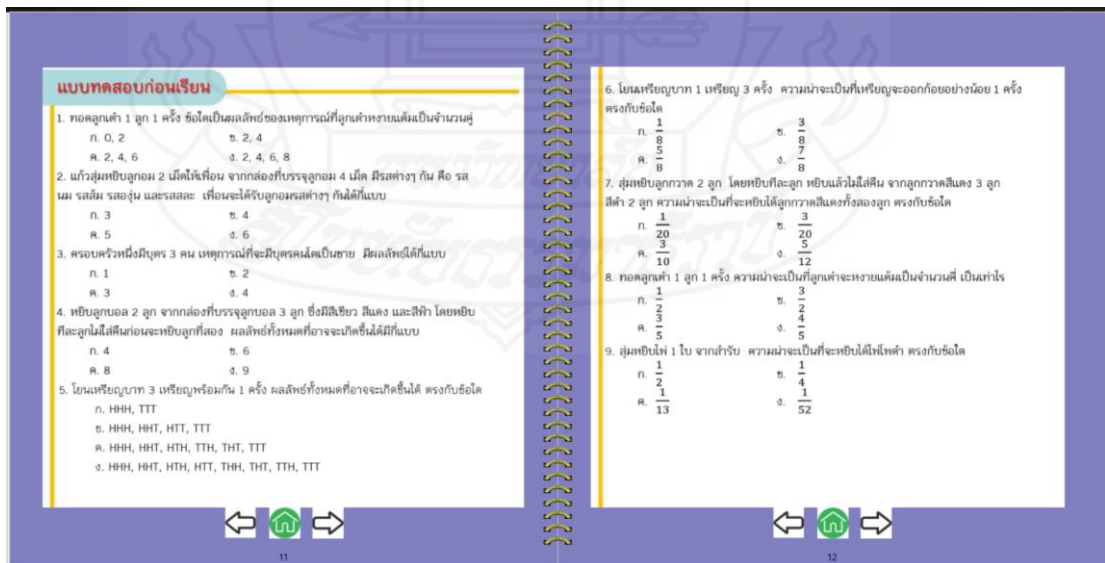 แบบทดสอบก่อนเรียน
1. ทอดลูกเต๋า 1 ลูก 1 ครั้ง ข้อใดเป็นผลลัพธ์ของเหตุการณ์ที่ลูกเต๋าหงายแต้มเป็นจำนวนคู่
ก. 0, 2 ข. 2, 4
ค. 2, 4, 6 ง. 2, 4, 6, 8
2. แก้วสุ่มหยิบลูกอม 2 เม็ดให้เพื่อน จากกล่องที่บรรจุลูกอม 4 เม็ด มีรสต่างๆ กัน คือ รส
นม รสส้ม รสองุ่น และรสสละ เพื่อนจะได้รับลูกอมรสต่างๆ กันได้กี่แบบ
ก. 3 ข. 4
ค. 5 ง. 6
3. ครอบครัวหนึ่งมีบุตร 3 คน เหตุการณ์ที่จะมีบุตรคนโตเป็นชาย มีผลลัพธ์ได้กี่แบบ
ก. 1 ข. 2
ค. 3 ง. 4
4. หยิบลูกบอล 2 ลูก จากกล่องที่บรรจุลูกบอล 3 ลูก ซึ่งมีสีเขียว สีแดง และสีฟ้า โดยหยิบ
ทีละลูกไม่ใส่คืนก่อนจะหยิบลูกที่สอง ผลลัพธ์ทั้งหมดที่อาจจะเกิดขึ้นได้มีกี่แบบ
ก. 4 ข. 6
ค. 8 ง. 9
5. โยนเหรียญบาท 3 เหรียญพร้อมกัน 1 ครั้ง ผลลัพธ์ทั้งหมดที่อาจจะเกิดขึ้นได้ ตรงกับข้อใด
ก. HHH, TTT
ข. HHH, HHT, HTT, TTT
ค. HHH, HHT, HTH, TTH, THT, TTT
ง. HHH, HHT, HTH, HTT, THH, THT, TTH, TTT
11
6. โยนเหรียญบาท 1 เหรียญ 3 ครั้ง ความน่าจะเป็นที่เหรียญจะออกก้อยอย่างน้อย 1 ครั้ง
ตรงกับข้อใด
ก. 1/8 ข. 3/8
ค. 5/8 ง. 7/8
7. สุ่มหยิบลูกกวาด 2 ลูก โดยหยิบทีละลูก หยิบแล้วไม่ใส่คืน จากลูกกวาดสีแดง 3 ลูก
สีดำ 2 ลูก ความน่าจะเป็นที่จะหยิบได้ลูกกวาดสีแดงทั้งสองลูก ตรงกับข้อใด
ก. 1/20 ข. 3/20
ค. 3/10 ง. 5/12
8. ทอดลูกเต๋า 1 ลูก 1 ครั้ง ความน่าจะเป็นที่ลูกเต๋าจะหงายแต้มเป็นจำนวนคี่ เป็นเท่าไร
ก. 1/2 ข. 3/2
ค. 3/5 ง. 4/5
9. สุ่มหยิบไพ่ 1 ใบ จากสำรับ ความน่าจะเป็นที่จะหยิบได้ไพ่โพดำ ตรงกับข้อใด
ก. 1/2 ข. 1/4
ค. 1/13 ง. 1/52
12